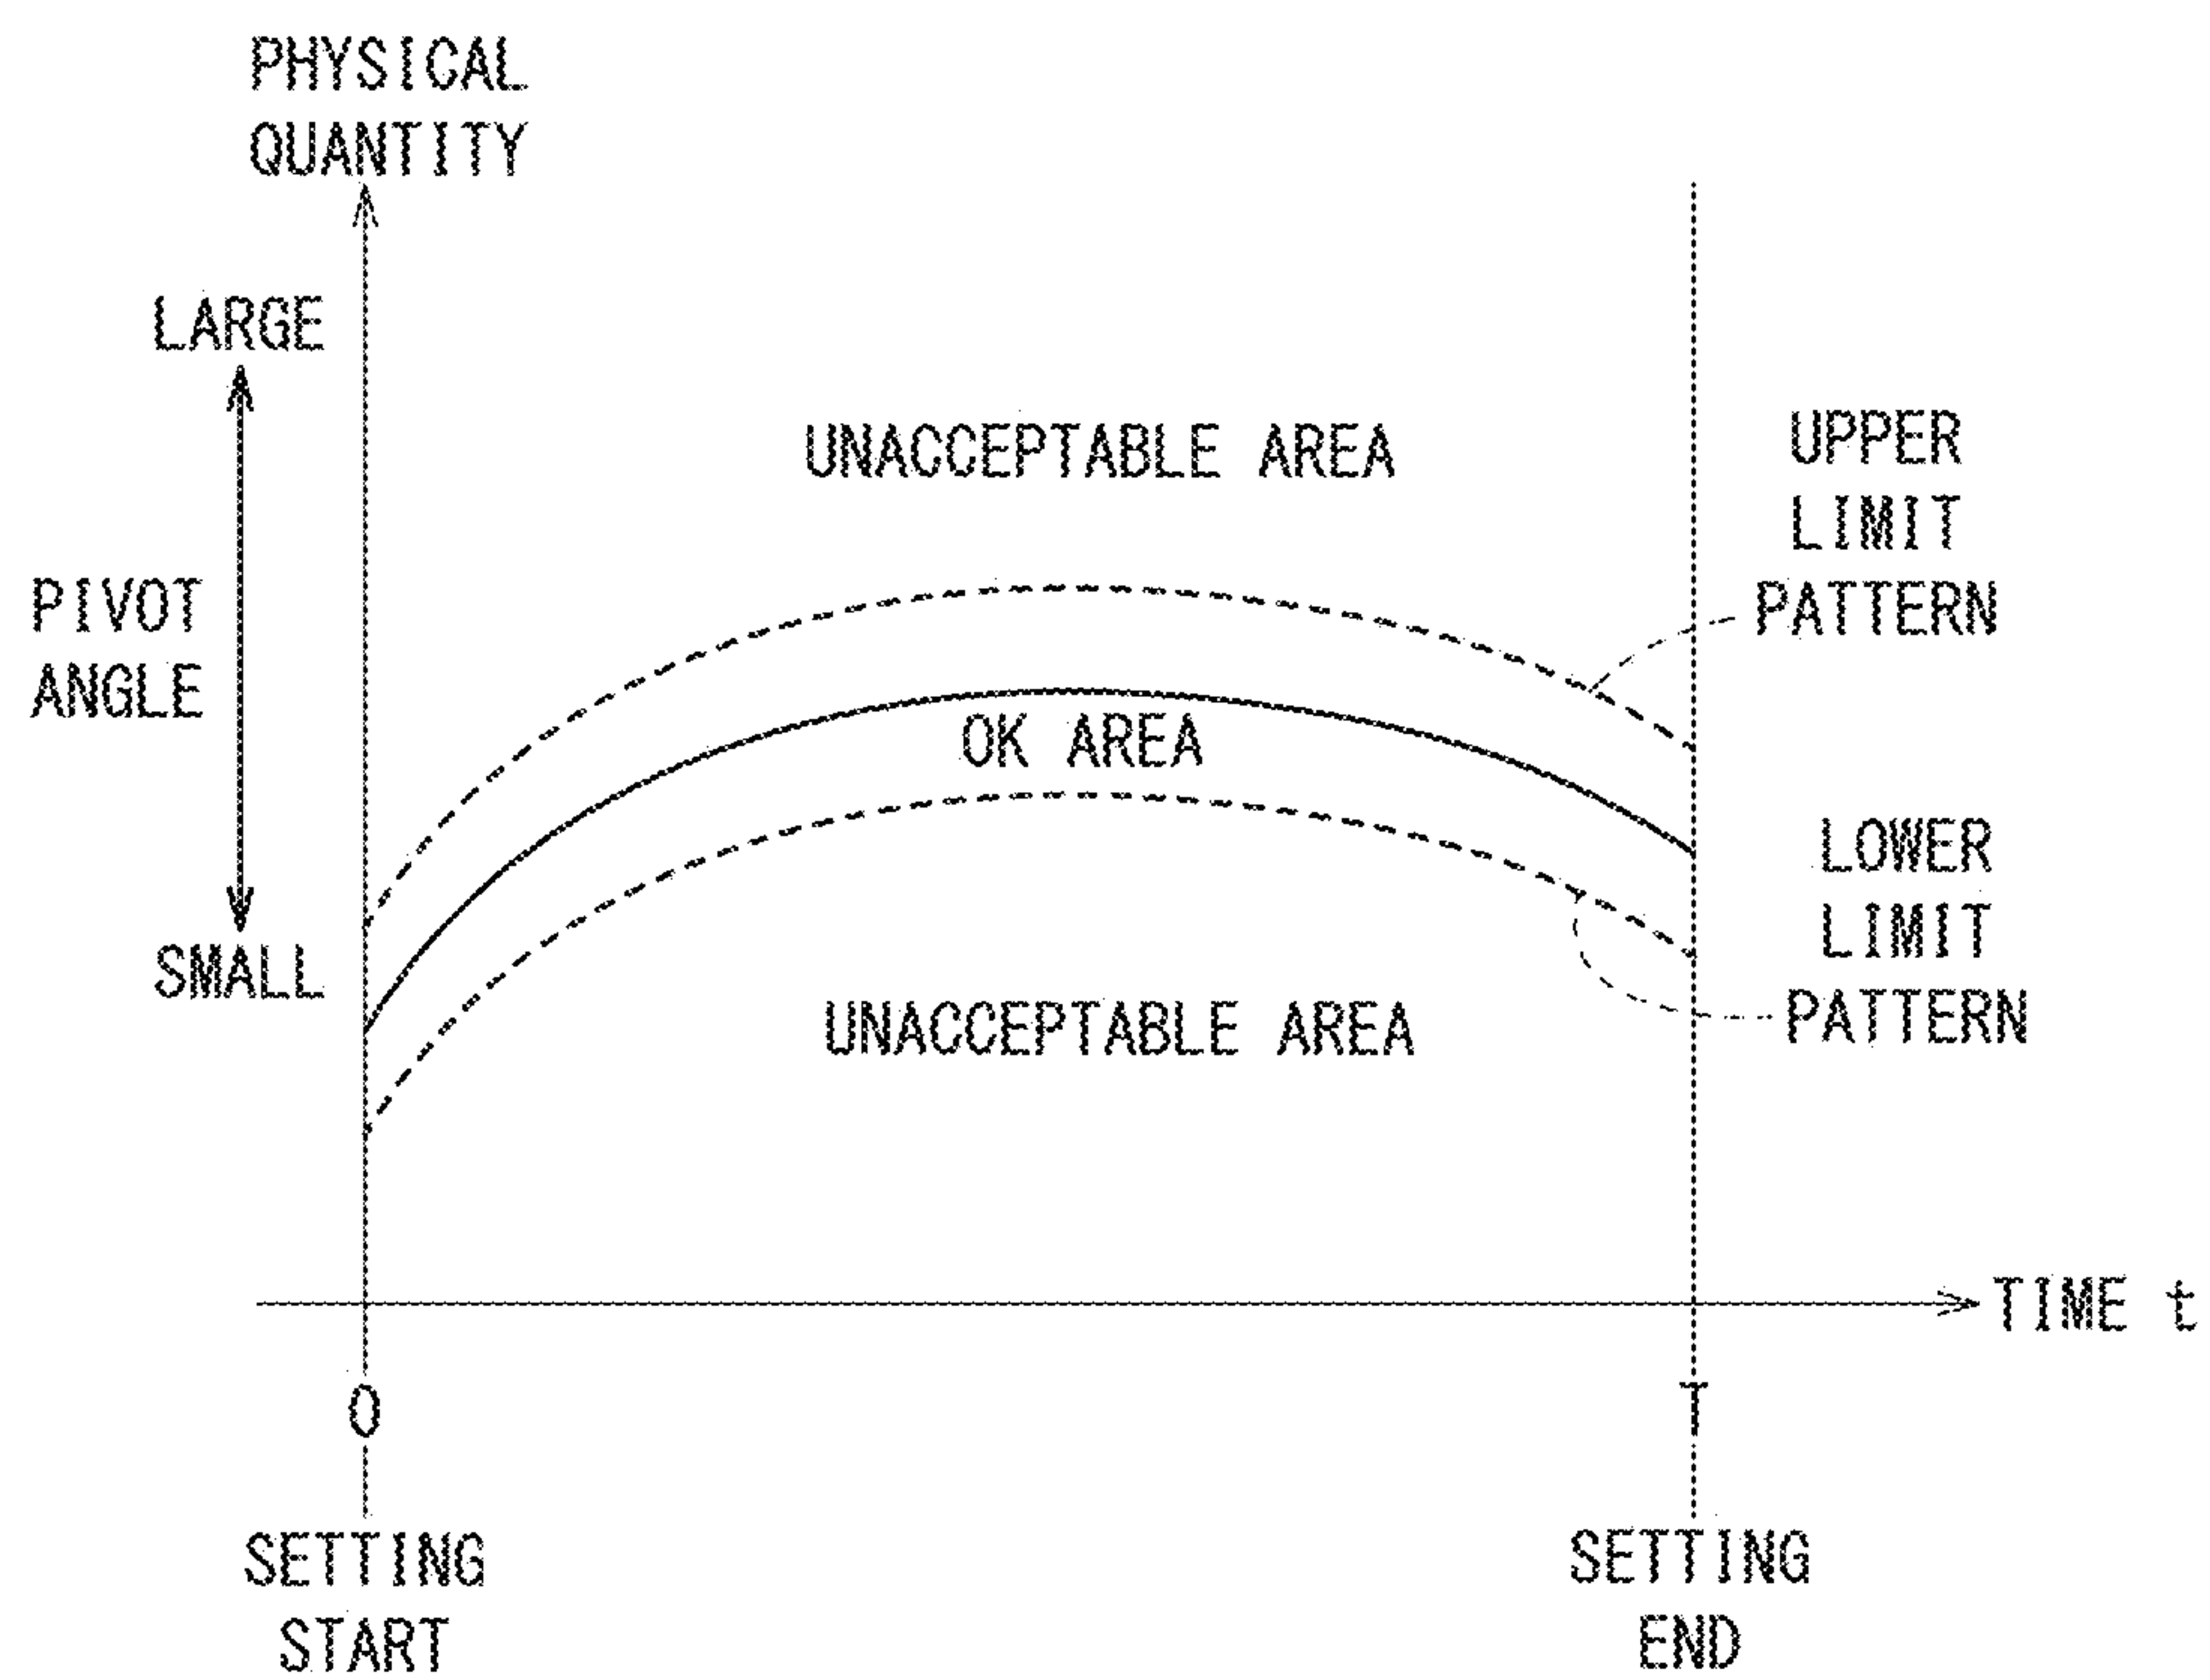 PHYSICAL
QUANTITY
LARGE
PIVOT
ANGLE
SMALL
UNACCEPTABLE AREA
OK AREA
UNACCEPTABLE AREA
UPPER
LIMIT
PATTERN
LOWER
LIMIT
PATTERN
TIME t
0
T
SETTING
START
SETTING
END